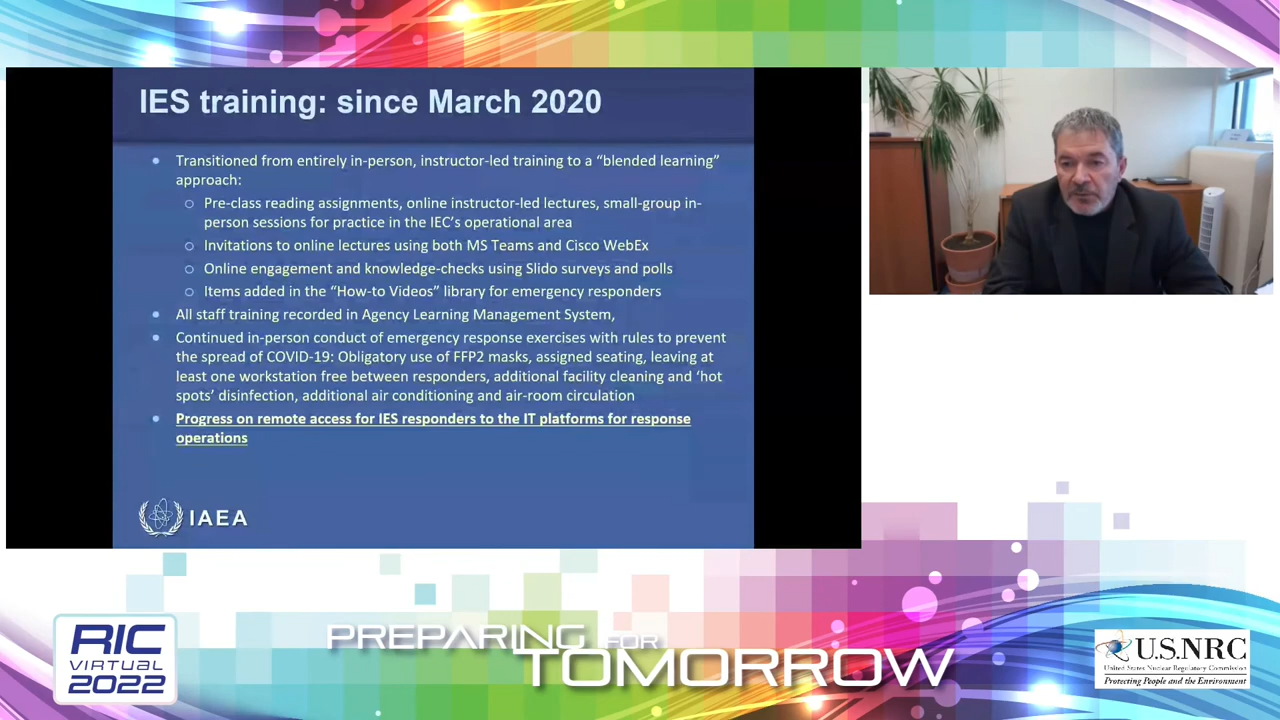 IES training: since March 2020
Transitioned from entirely in-person, instructor-led training to a “blended learning”
approach:
Pre-class reading assignments, online instructor-led lectures, small-group in-
person sessions for practice in the IEC’s operational area
Invitations to online lectures using both MS Teams and Cisco WebEx
Online engagement and knowledge-checks using Slido surveys and polls
Items added in the “How-to Videos” library for emergency responders
All staff training recorded in Agency Learning Management System,
Continued in-person conduct of emergency response exercises with rules to prevent
the spread of COVID-19: Obligatory use of FFP2 masks, assigned seating, leaving at
least one workstation free between responders, additional facility cleaning and ‘hot
spots’ disinfection, additional air conditioning and air-room circulation
Progress on remote access for IES responders to the IT platforms for response
operations
IAEA
RIC
VIRTUAL
2022
PREPARING FOR
TOMORROW
U.S.NRC
United States Nuclear Regulatory Commission
Protecting People and the Environment